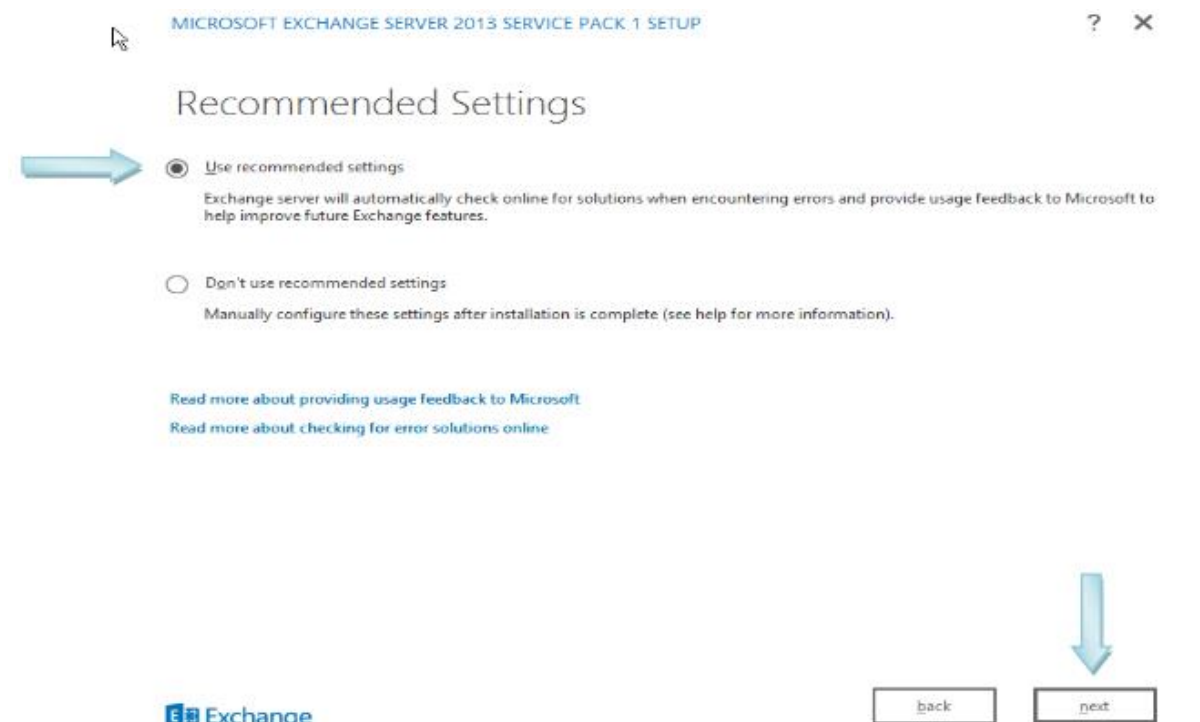 MICROSOFT EXCHANGE SERVER 2013 SERVICE PACK 1 SETUP
?
Recommended Settings
Use recommended settings
Exchange server will automatically check online for solutions when encountering errors and provide usage feedback to Microsoft to
help improve future Exchange features.
Don't use recommended settings
Manually configure these settings after installation is complete (see help for more information).
Read more about providing usage feedback to Microsoft
Read more about checking for error solutions online
Exchange
back
next